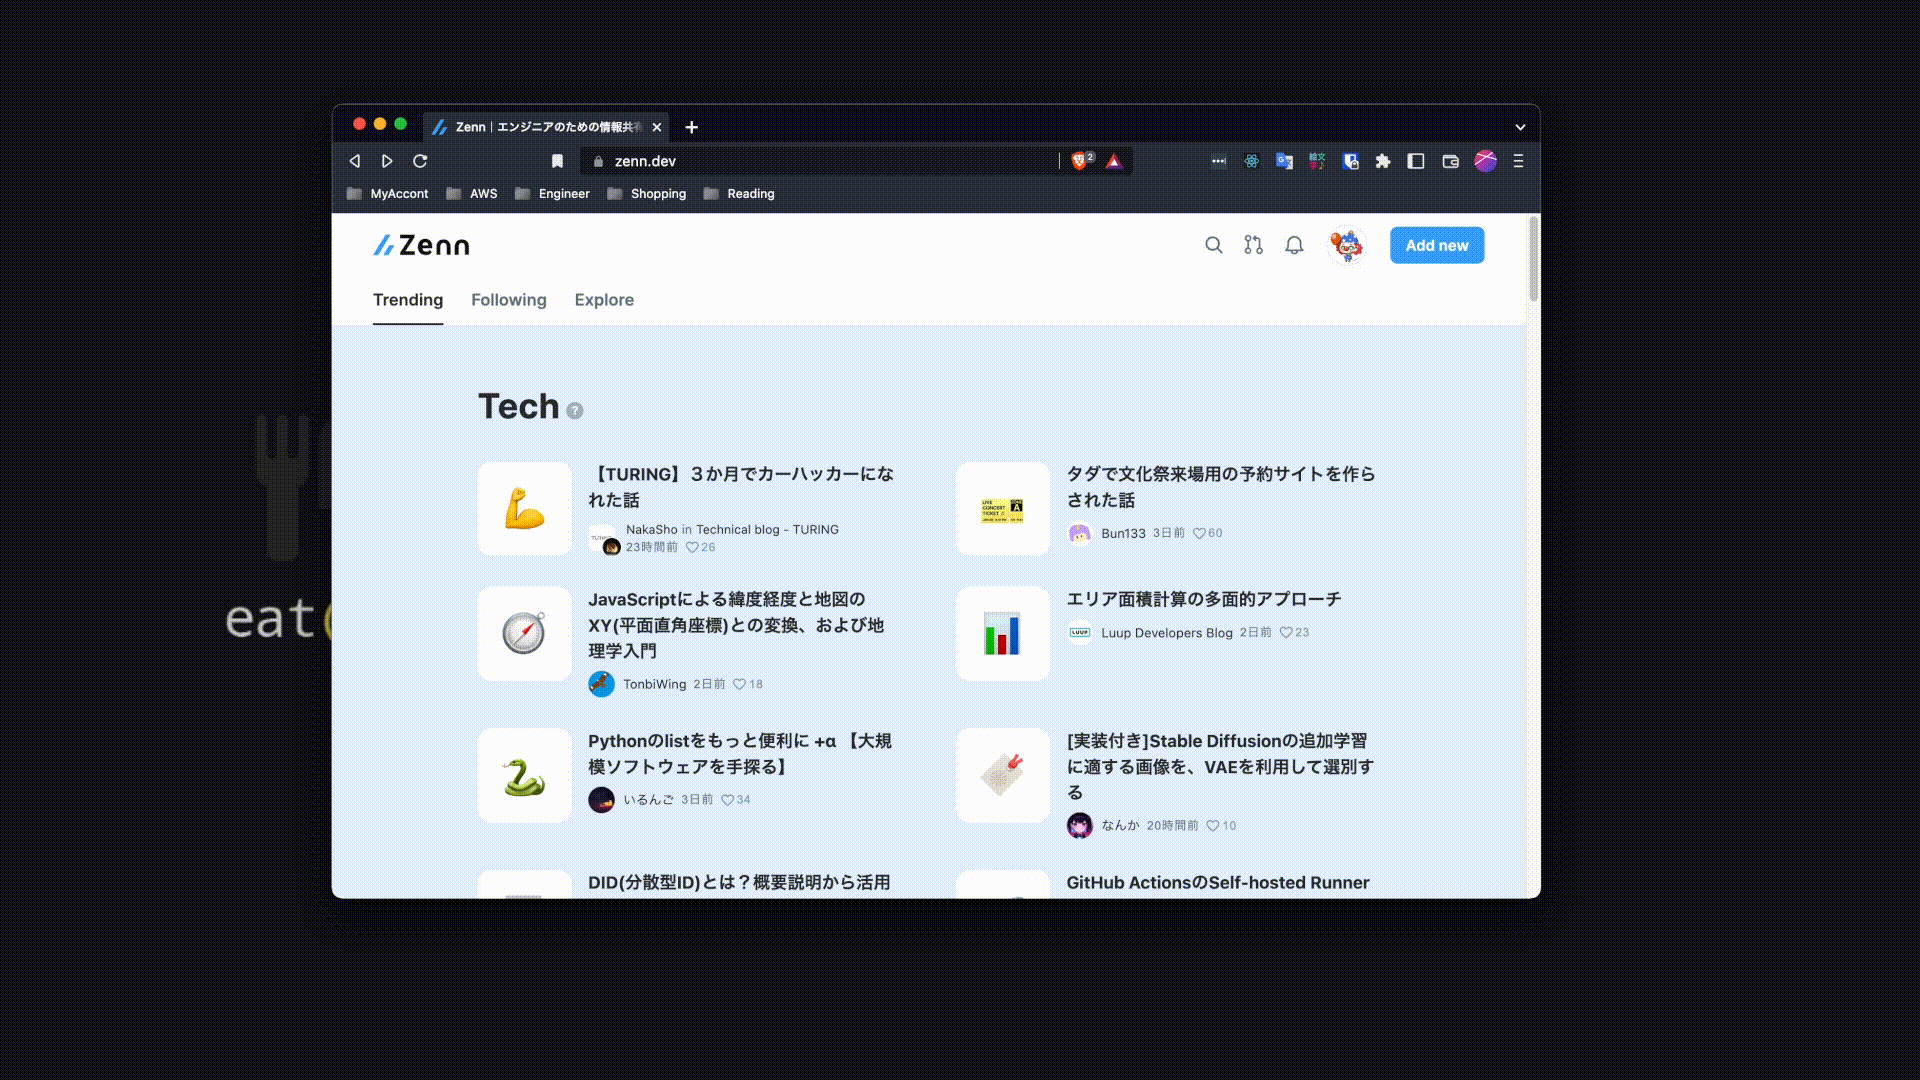 Zenn｜エンジニアのための情報共有
zenn.dev
2
MyAccont
AWS
Engineer
Shopping
Reading
Zenn
Add new
Trending
Following
Explore
Tech
?
【TURING】３か月でカーハッカーにな
れた話
NakaSho in Technical blog - TURING
23時間前 26
タダで文化祭来場用の予約サイトを作ら
された話
Bun133 3日前 60
JavaScriptによる緯度経度と地図の
XY(平面直角座標)との変換、および地
理学入門
TonbiWing 2日前 18
エリア面積計算の多面的アプローチ
LUUP
Luup Developers Blog 2日前 23
Pythonのlistをもっと便利に +α 【大規
模ソフトウェアを手探る】
いるんご 3日前 34
[実装付き]Stable Diffusionの追加学習
に適する画像を、VAEを利用して選別す
る
なんか 20時間前 10
DID(分散型ID)とは？概要説明から活用
GitHub ActionsのSelf-hosted Runner
eat